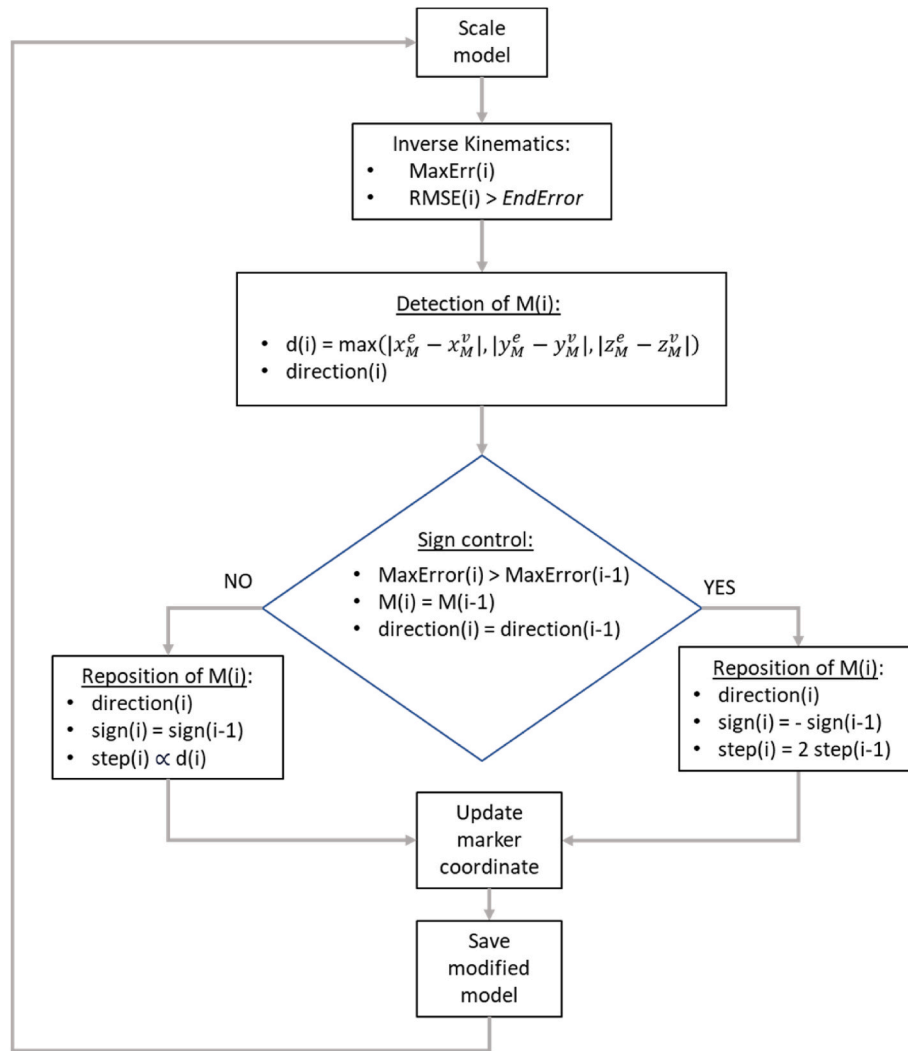 Scale
model
Inverse Kinematics:
• MaxErr(i)
• RMSE(i) > EndError
Detection of M(i):
• d(i) = max(|x_M^e − x_M^v|, |y_M^e − y_M^v|, |z_M^e − z_M^v|)
• direction(i)
Sign control:
• MaxError(i) > MaxError(i-1)
• M(i) = M(i-1)
• direction(i) = direction(i-1)
NO
YES
Reposition of M(i):
• direction(i)
• sign(i) = sign(i-1)
• step(i) ∝ d(i)
Reposition of M(i):
• direction(i)
• sign(i) = - sign(i-1)
• step(i) = 2 step(i-1)
Update
marker
coordinate
Save
modified
model